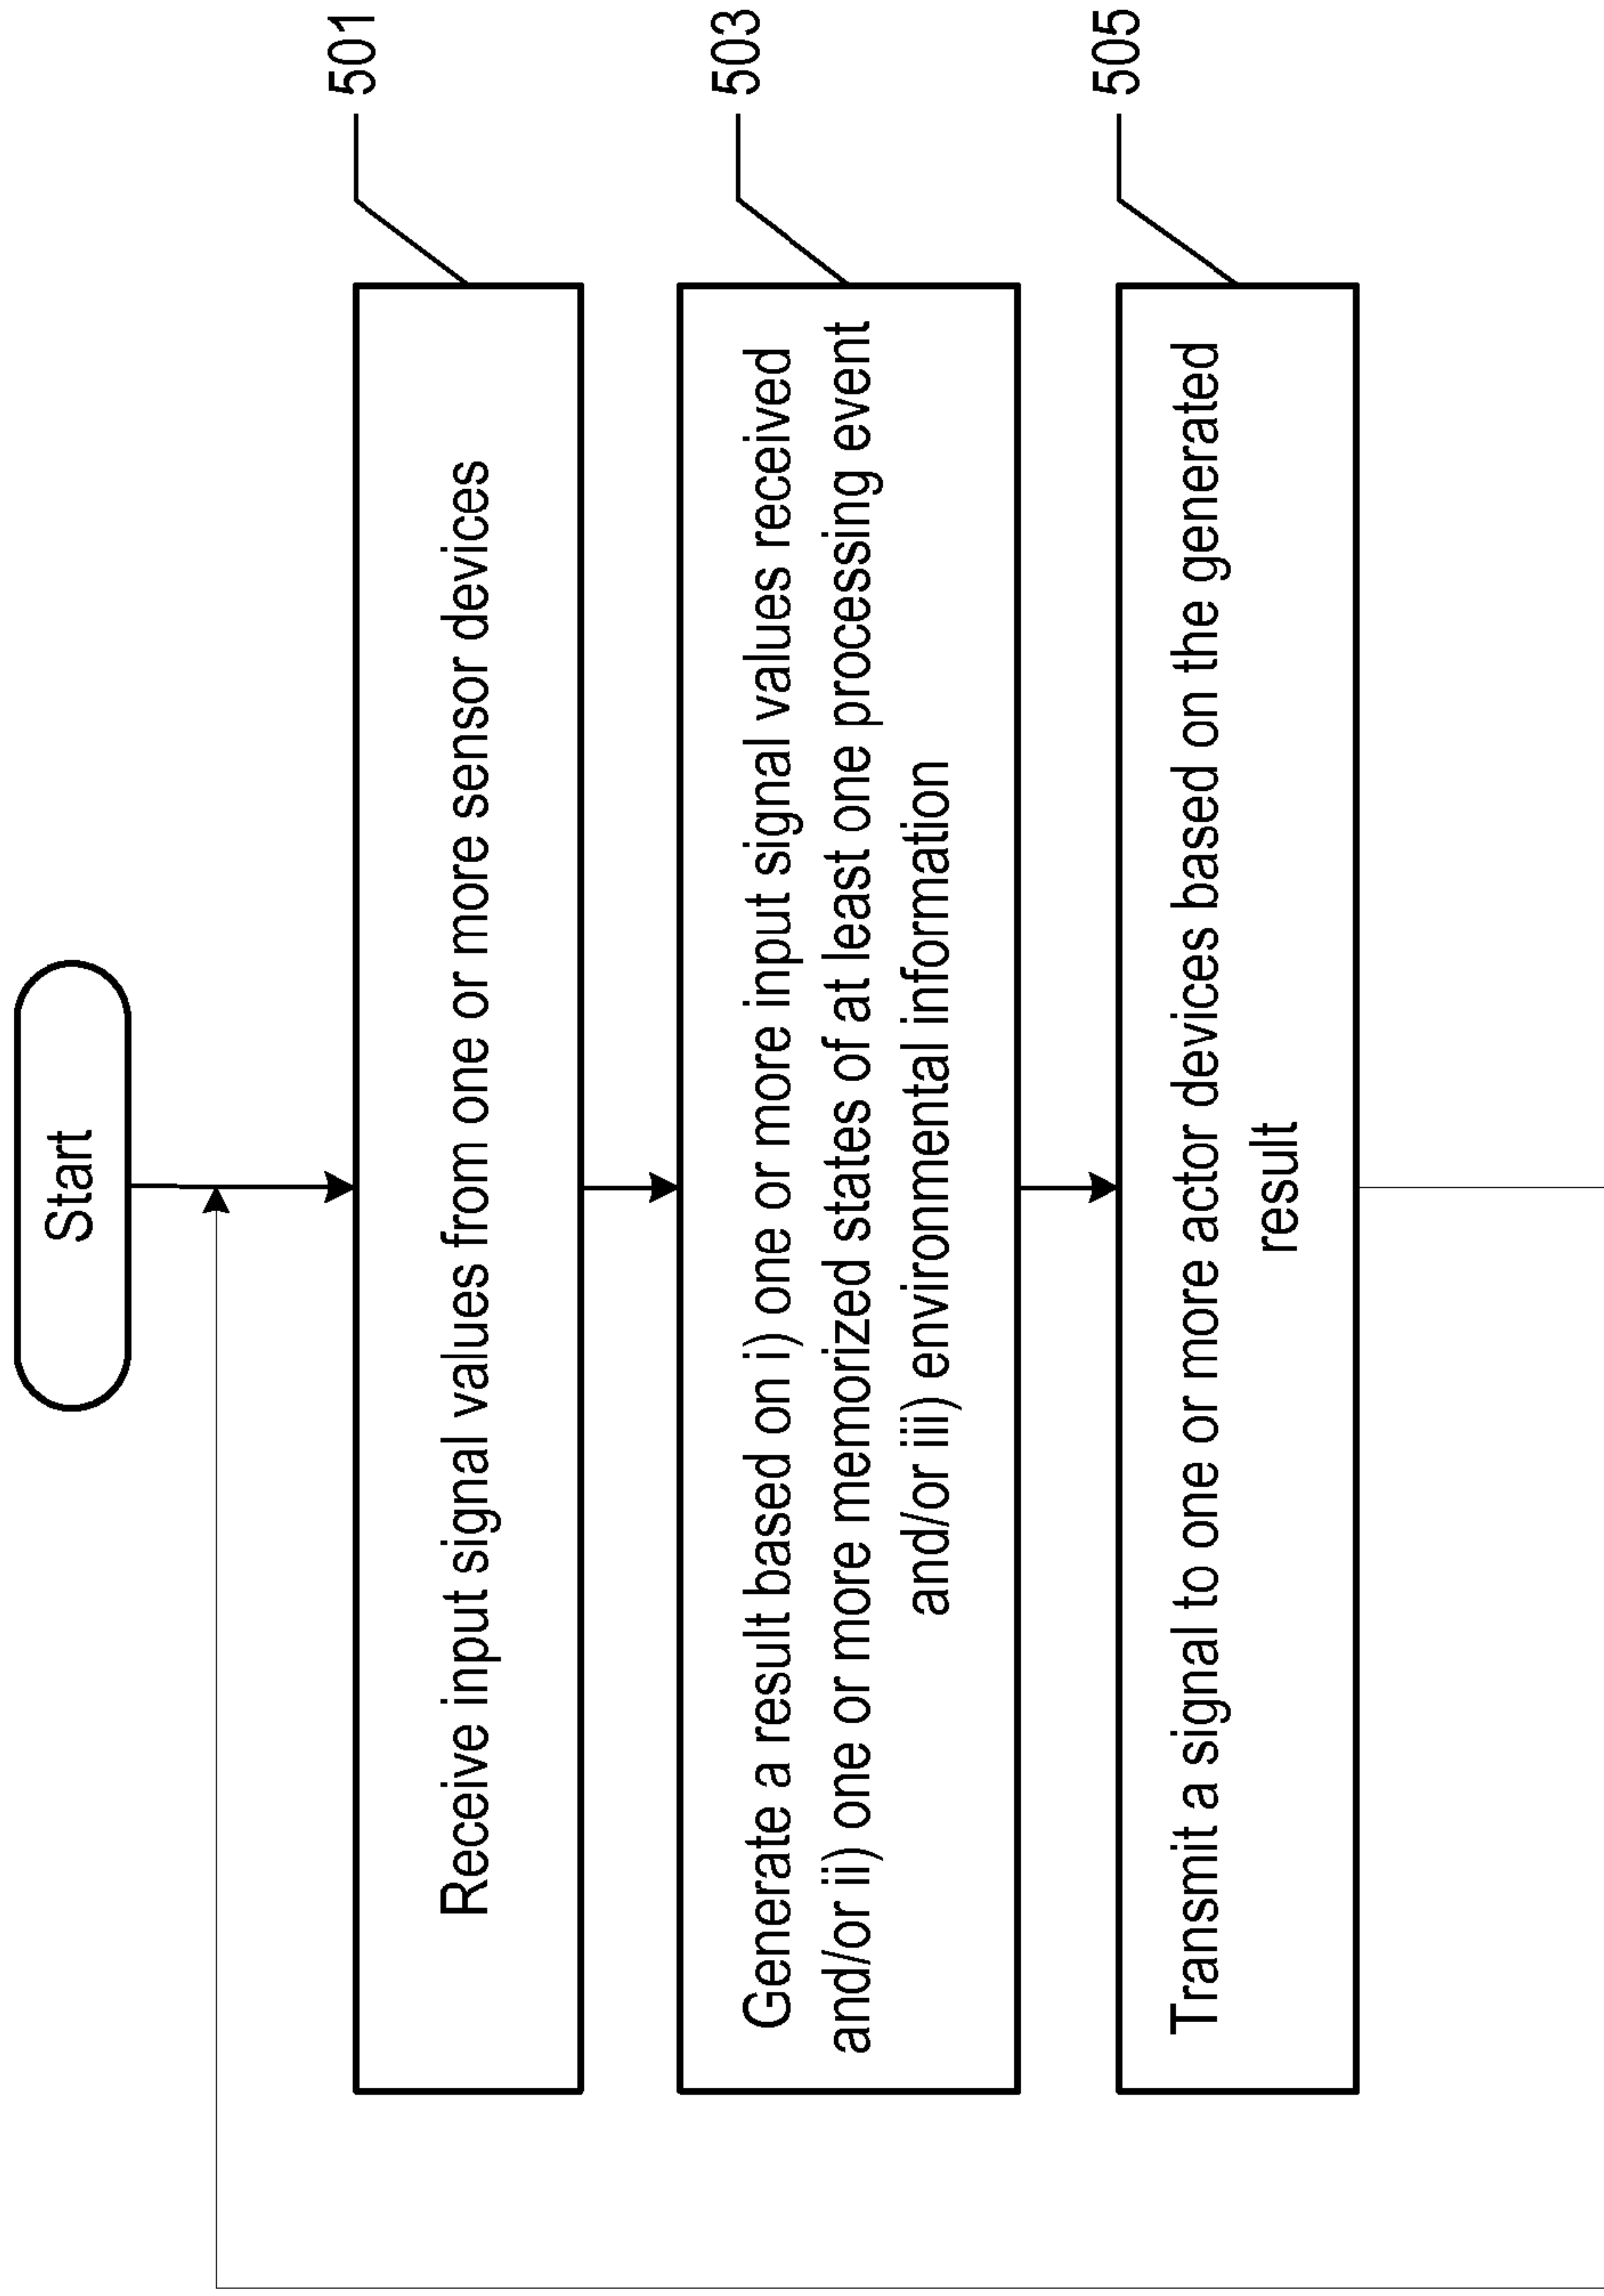 Start
Receive input signal values from one or more sensor devices
501
Generate a result based on i) one or more input signal values received
and/or ii) one or more memorized states of at least one processing event
and/or iii) environmental information
503
Transmit a signal to one or more actor devices based on the generated
result
505